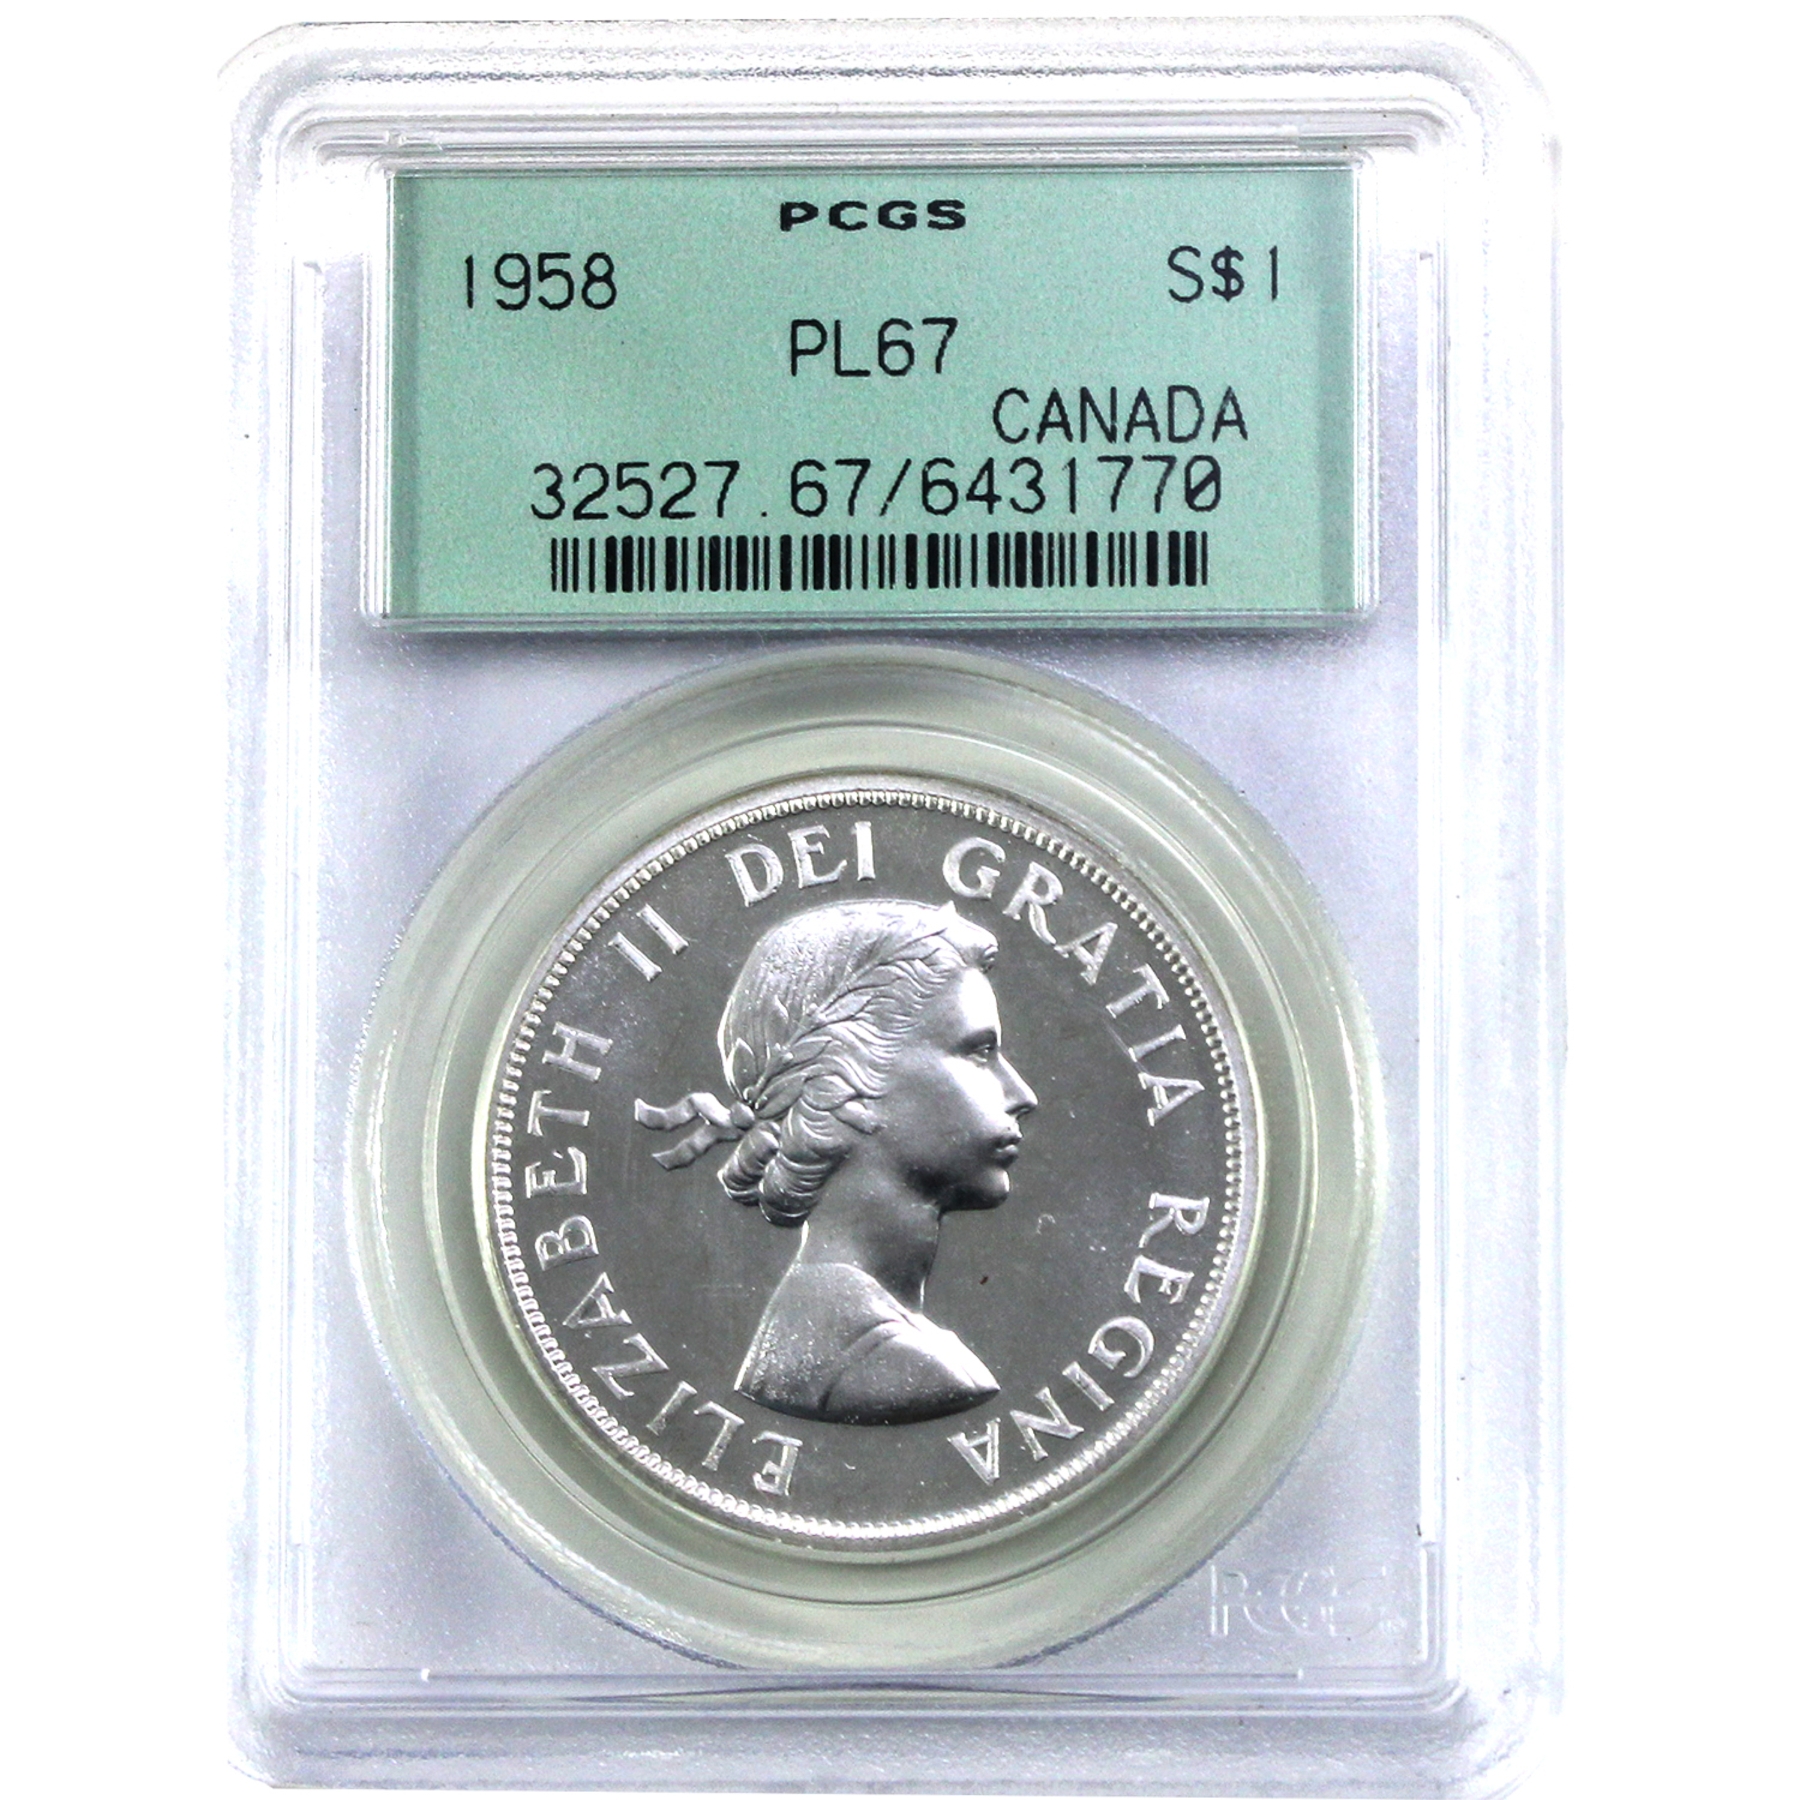 PCGS
1958 S$1
PL67
CANADA
32527.67/6431770
ELIZABETH II DEI GRATIA REGINA
PCGS